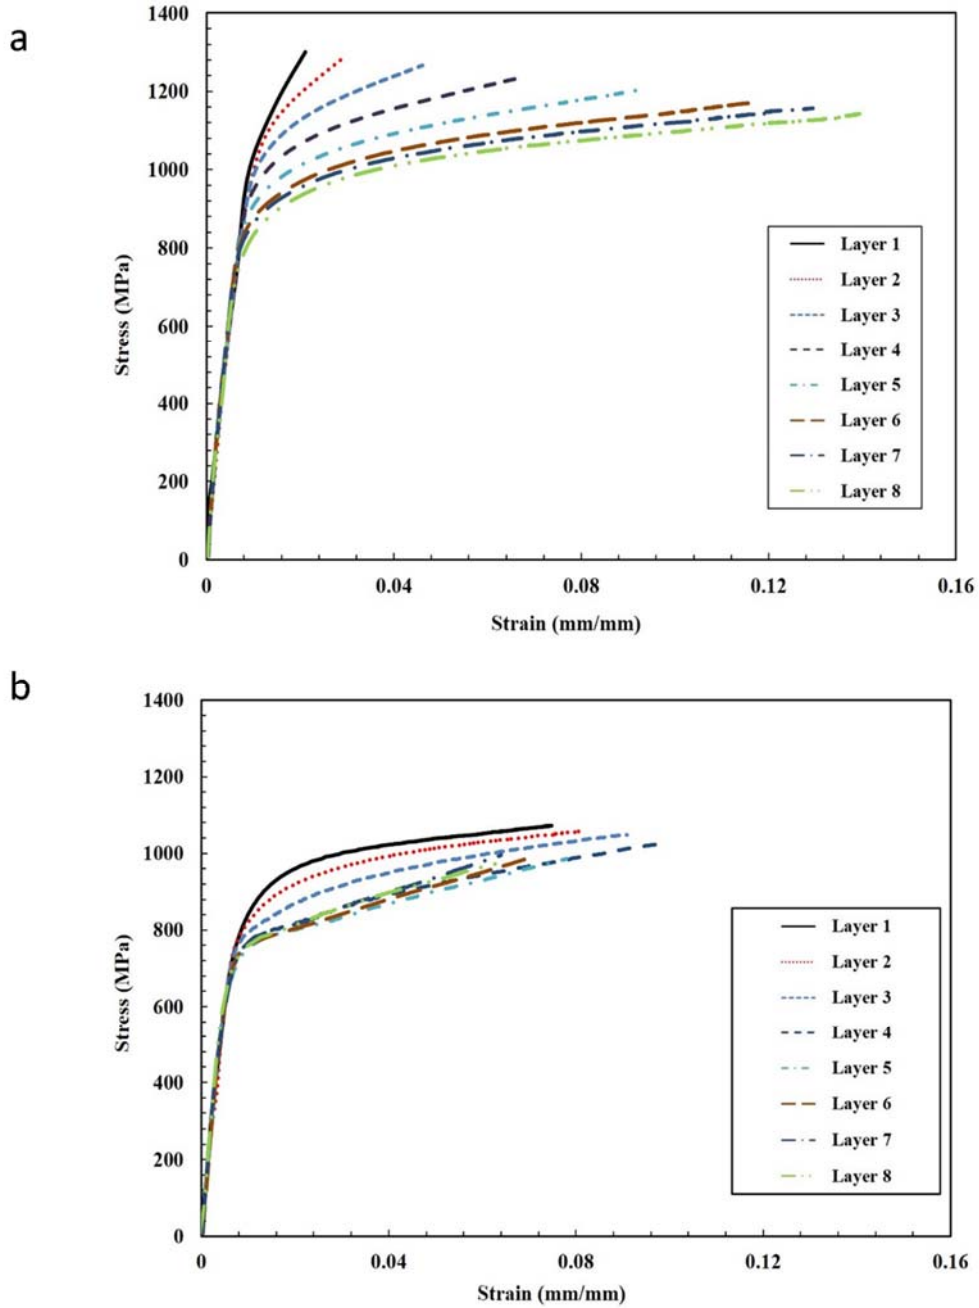 a
1400
1200
1000
800
600
400
200
0
Stress (MPa)
0
0.04
0.08
0.12
0.16
Strain (mm/mm)
Layer 1
Layer 2
Layer 3
Layer 4
Layer 5
Layer 6
Layer 7
Layer 8
b
1400
1200
1000
800
600
400
200
0
Stress (MPa)
0
0.04
0.08
0.12
0.16
Strain (mm/mm)
Layer 1
Layer 2
Layer 3
Layer 4
Layer 5
Layer 6
Layer 7
Layer 8